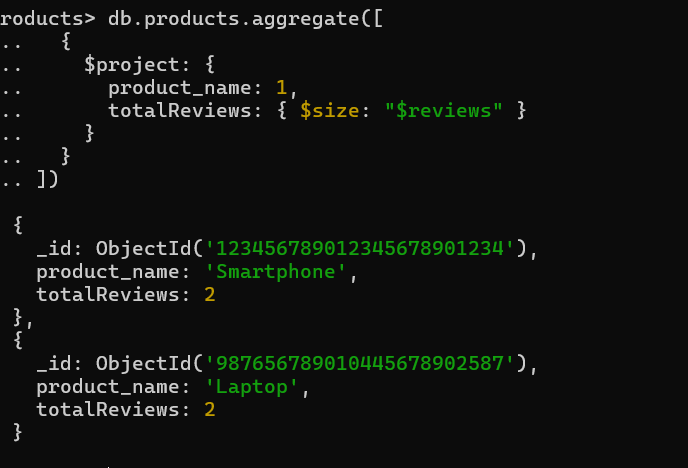 roducts> db.products.aggregate([
..   {
..     $project: {
..       product_name: 1,
..       totalReviews: { $size: "$reviews" }
..     }
..   }
.. ])
{
  _id: ObjectId('123456789012345678901234'),
  product_name: 'Smartphone',
  totalReviews: 2
},
{
  _id: ObjectId('987656789010445678902587'),
  product_name: 'Laptop',
  totalReviews: 2
}